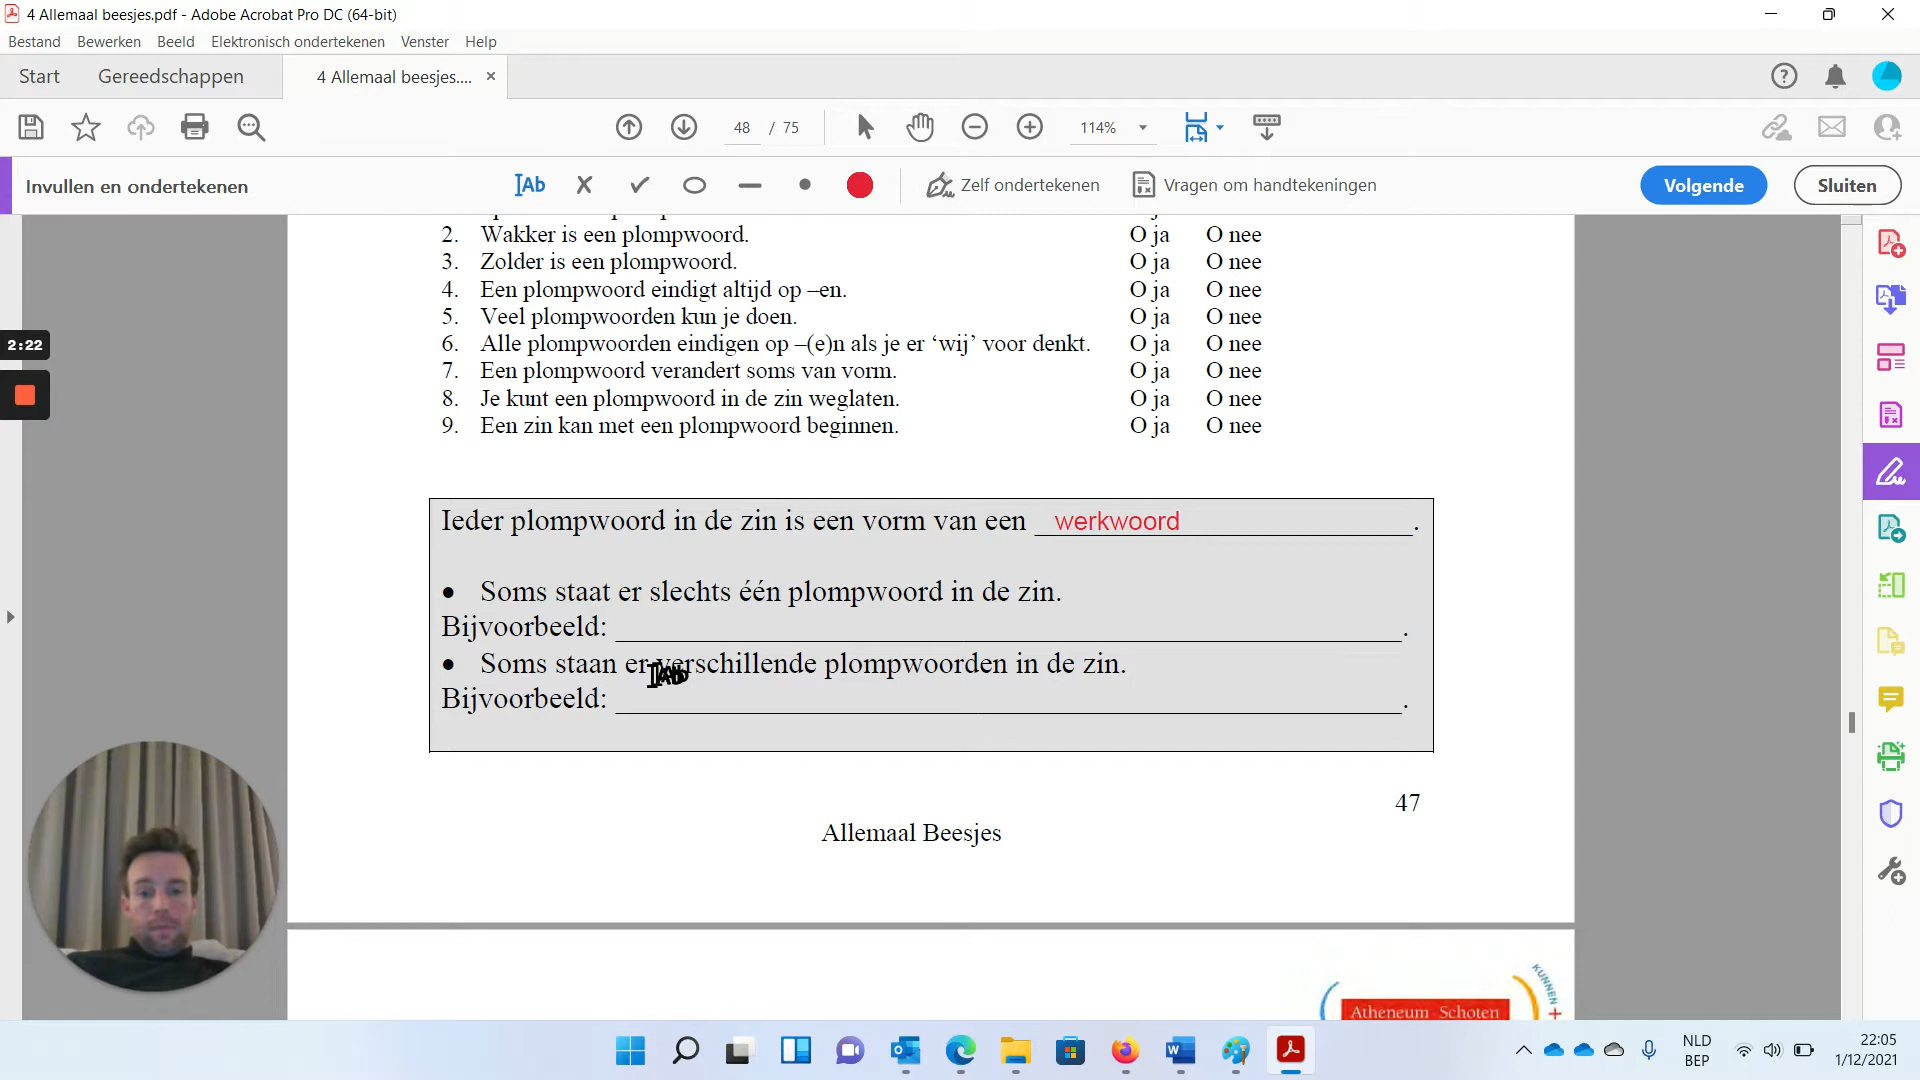 4 Allemaal beesjes.pdf - Adobe Acrobat Pro DC (64-bit)
Bestand Bewerken Beeld Elektronisch ondertekenen Venster Help
Start Gereedschappen 4 Allemaal beesjes....
48 / 75 114%
Invullen en ondertekenen Ab Zelf ondertekenen Vragen om handtekeningen Volgende Sluiten
2. Wakker is een plompwoord. O ja O nee
3. Zolder is een plompwoord. O ja O nee
4. Een plompwoord eindigt altijd op –en. O ja O nee
5. Veel plompwoorden kun je doen. O ja O nee
6. Alle plompwoorden eindigen op –(e)n als je er ‘wij’ voor denkt. O ja O nee
7. Een plompwoord verandert soms van vorm. O ja O nee
8. Je kunt een plompwoord in de zin weglaten. O ja O nee
9. Een zin kan met een plompwoord beginnen. O ja O nee
2:22
Ieder plompwoord in de zin is een vorm van een werkwoord.
• Soms staat er slechts één plompwoord in de zin.
Bijvoorbeeld: .
• Soms staan er verschillende plompwoorden in de zin.
Bijvoorbeeld: .
47
Allemaal Beesjes
KUNNEN +
Atheneum Schoten
NLD
BEP
22:05
1/12/2021